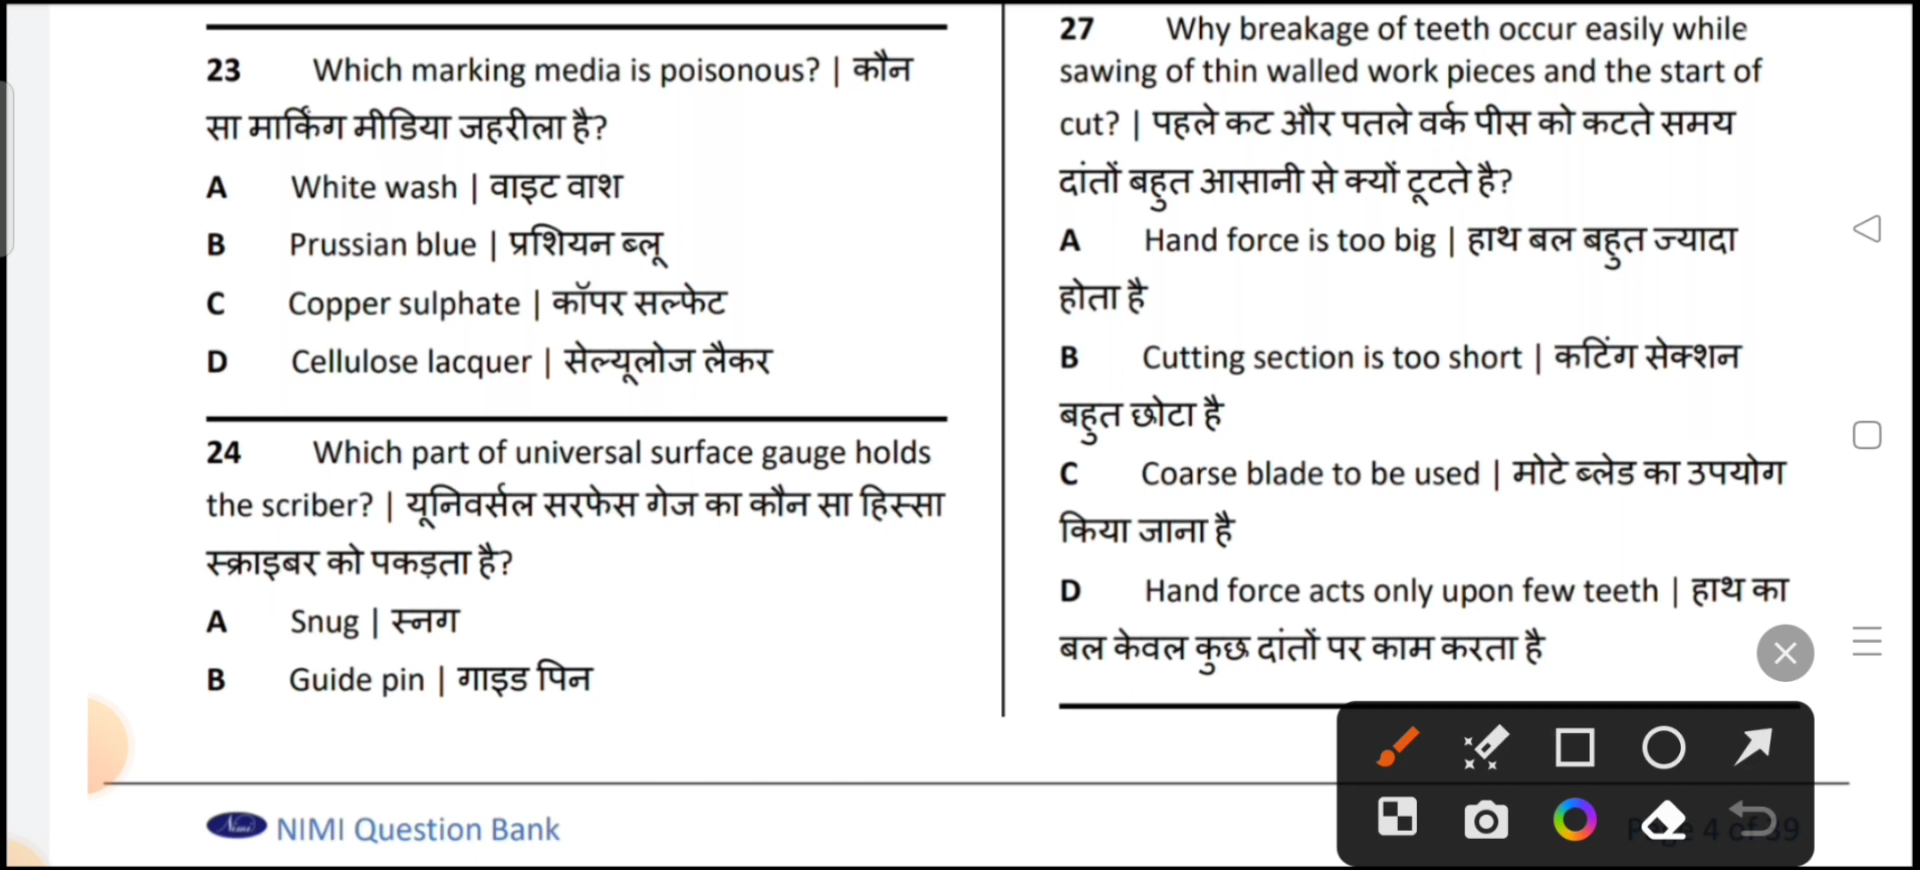 23 Which marking media is poisonous? | कौन
सा मार्किंग मीडिया जहरीला है?
A White wash | वाइट वाश
B Prussian blue | प्रशियन ब्लू
C Copper sulphate | कॉपर सल्फेट
D Cellulose lacquer | सेल्यूलोज लैकर
24 Which part of universal surface gauge holds
the scriber? | यूनिवर्सल सरफेस गेज का कौन सा हिस्सा
स्क्राइबर को पकड़ता है?
A Snug | स्नग
B Guide pin | गाइड पिन
27 Why breakage of teeth occur easily while
sawing of thin walled work pieces and the start of
cut? | पहले कट और पतले वर्क पीस को कटते समय
दांतों बहुत आसानी से क्यों टूटते है?
A Hand force is too big | हाथ बल बहुत ज्यादा
होता है
B Cutting section is too short | कटिंग सेक्शन
बहुत छोटा है
C Coarse blade to be used | मोटे ब्लेड का उपयोग
किया जाना है
D Hand force acts only upon few teeth | हाथ का
बल केवल कुछ दांतों पर काम करता है
Nimi NIMI Question Bank
4